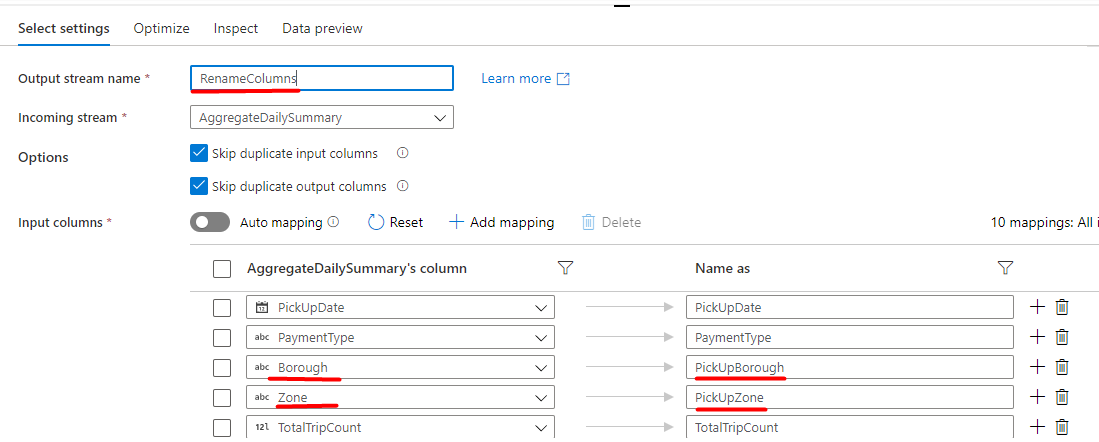 Select settings Optimize Inspect Data preview
Output stream name * RenameColumns Learn more
Incoming stream * AggregateDailySummary
Options Skip duplicate input columns
Skip duplicate output columns
Input columns * Auto mapping Reset Add mapping Delete 10 mappings: All i
AggregateDailySummary's column Name as
12 PickUpDate PickUpDate
abc PaymentType PaymentType
abc Borough PickUpBorough
abc Zone PickUpZone
12l TotalTripCount TotalTripCount